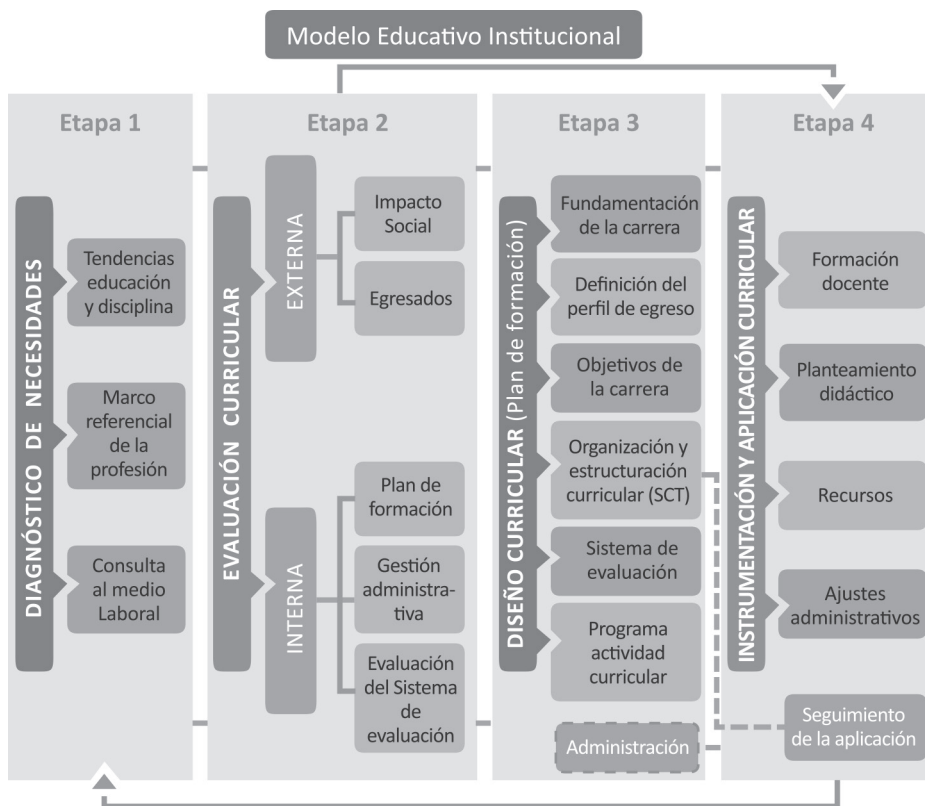 Modelo Educativo Institucional
Etapa 1
DIAGNÓSTICO DE NECESIDADES
Tendencias
educación
y disciplina
Marco
referencial
de la
profesión
Consulta
al medio
Laboral
Etapa 2
EVALUACIÓN CURRICULAR
EXTERNA
Impacto
Social
Egresados
INTERNA
Plan de
formación
Gestión
administra-
tiva
Evaluación
del Sistema
de
evaluación
Etapa 3
DISEÑO CURRICULAR (Plan de formación)
Fundamentación
de la carrera
Definición del
perfil de egreso
Objetivos de
la carrera
Organización y
estructuración
curricular (SCT)
Sistema de
evaluación
Programa
actividad
curricular
Administración
Etapa 4
INSTRUMENTACIÓN Y APLICACIÓN CURRICULAR
Formación
docente
Planteamiento
didáctico
Recursos
Ajustes
administrativos
Seguimiento
de la aplicación